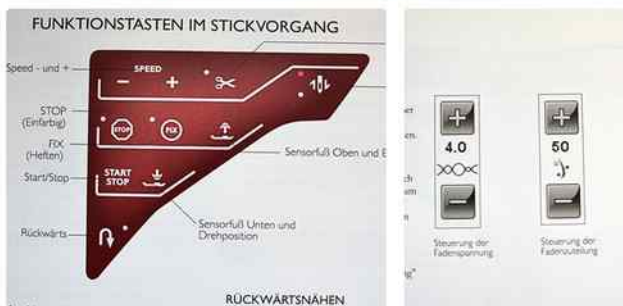 FUNKTIONSTASTEN IM STICKVORGANG
Speed - und +
SPEED
STOP
(Einfarbig)
STOP
FIX
FIX
(Heften)
Sensorfuß Oben und E
Start/Stop
START
STOP
Sensorfuß Unten und
Drehposition
Rückwärts
RÜCKWÄRTSNÄHEN
4.0
50
Steuerung der
Fadenspannung
Steuerung der
Fadenzuteilung